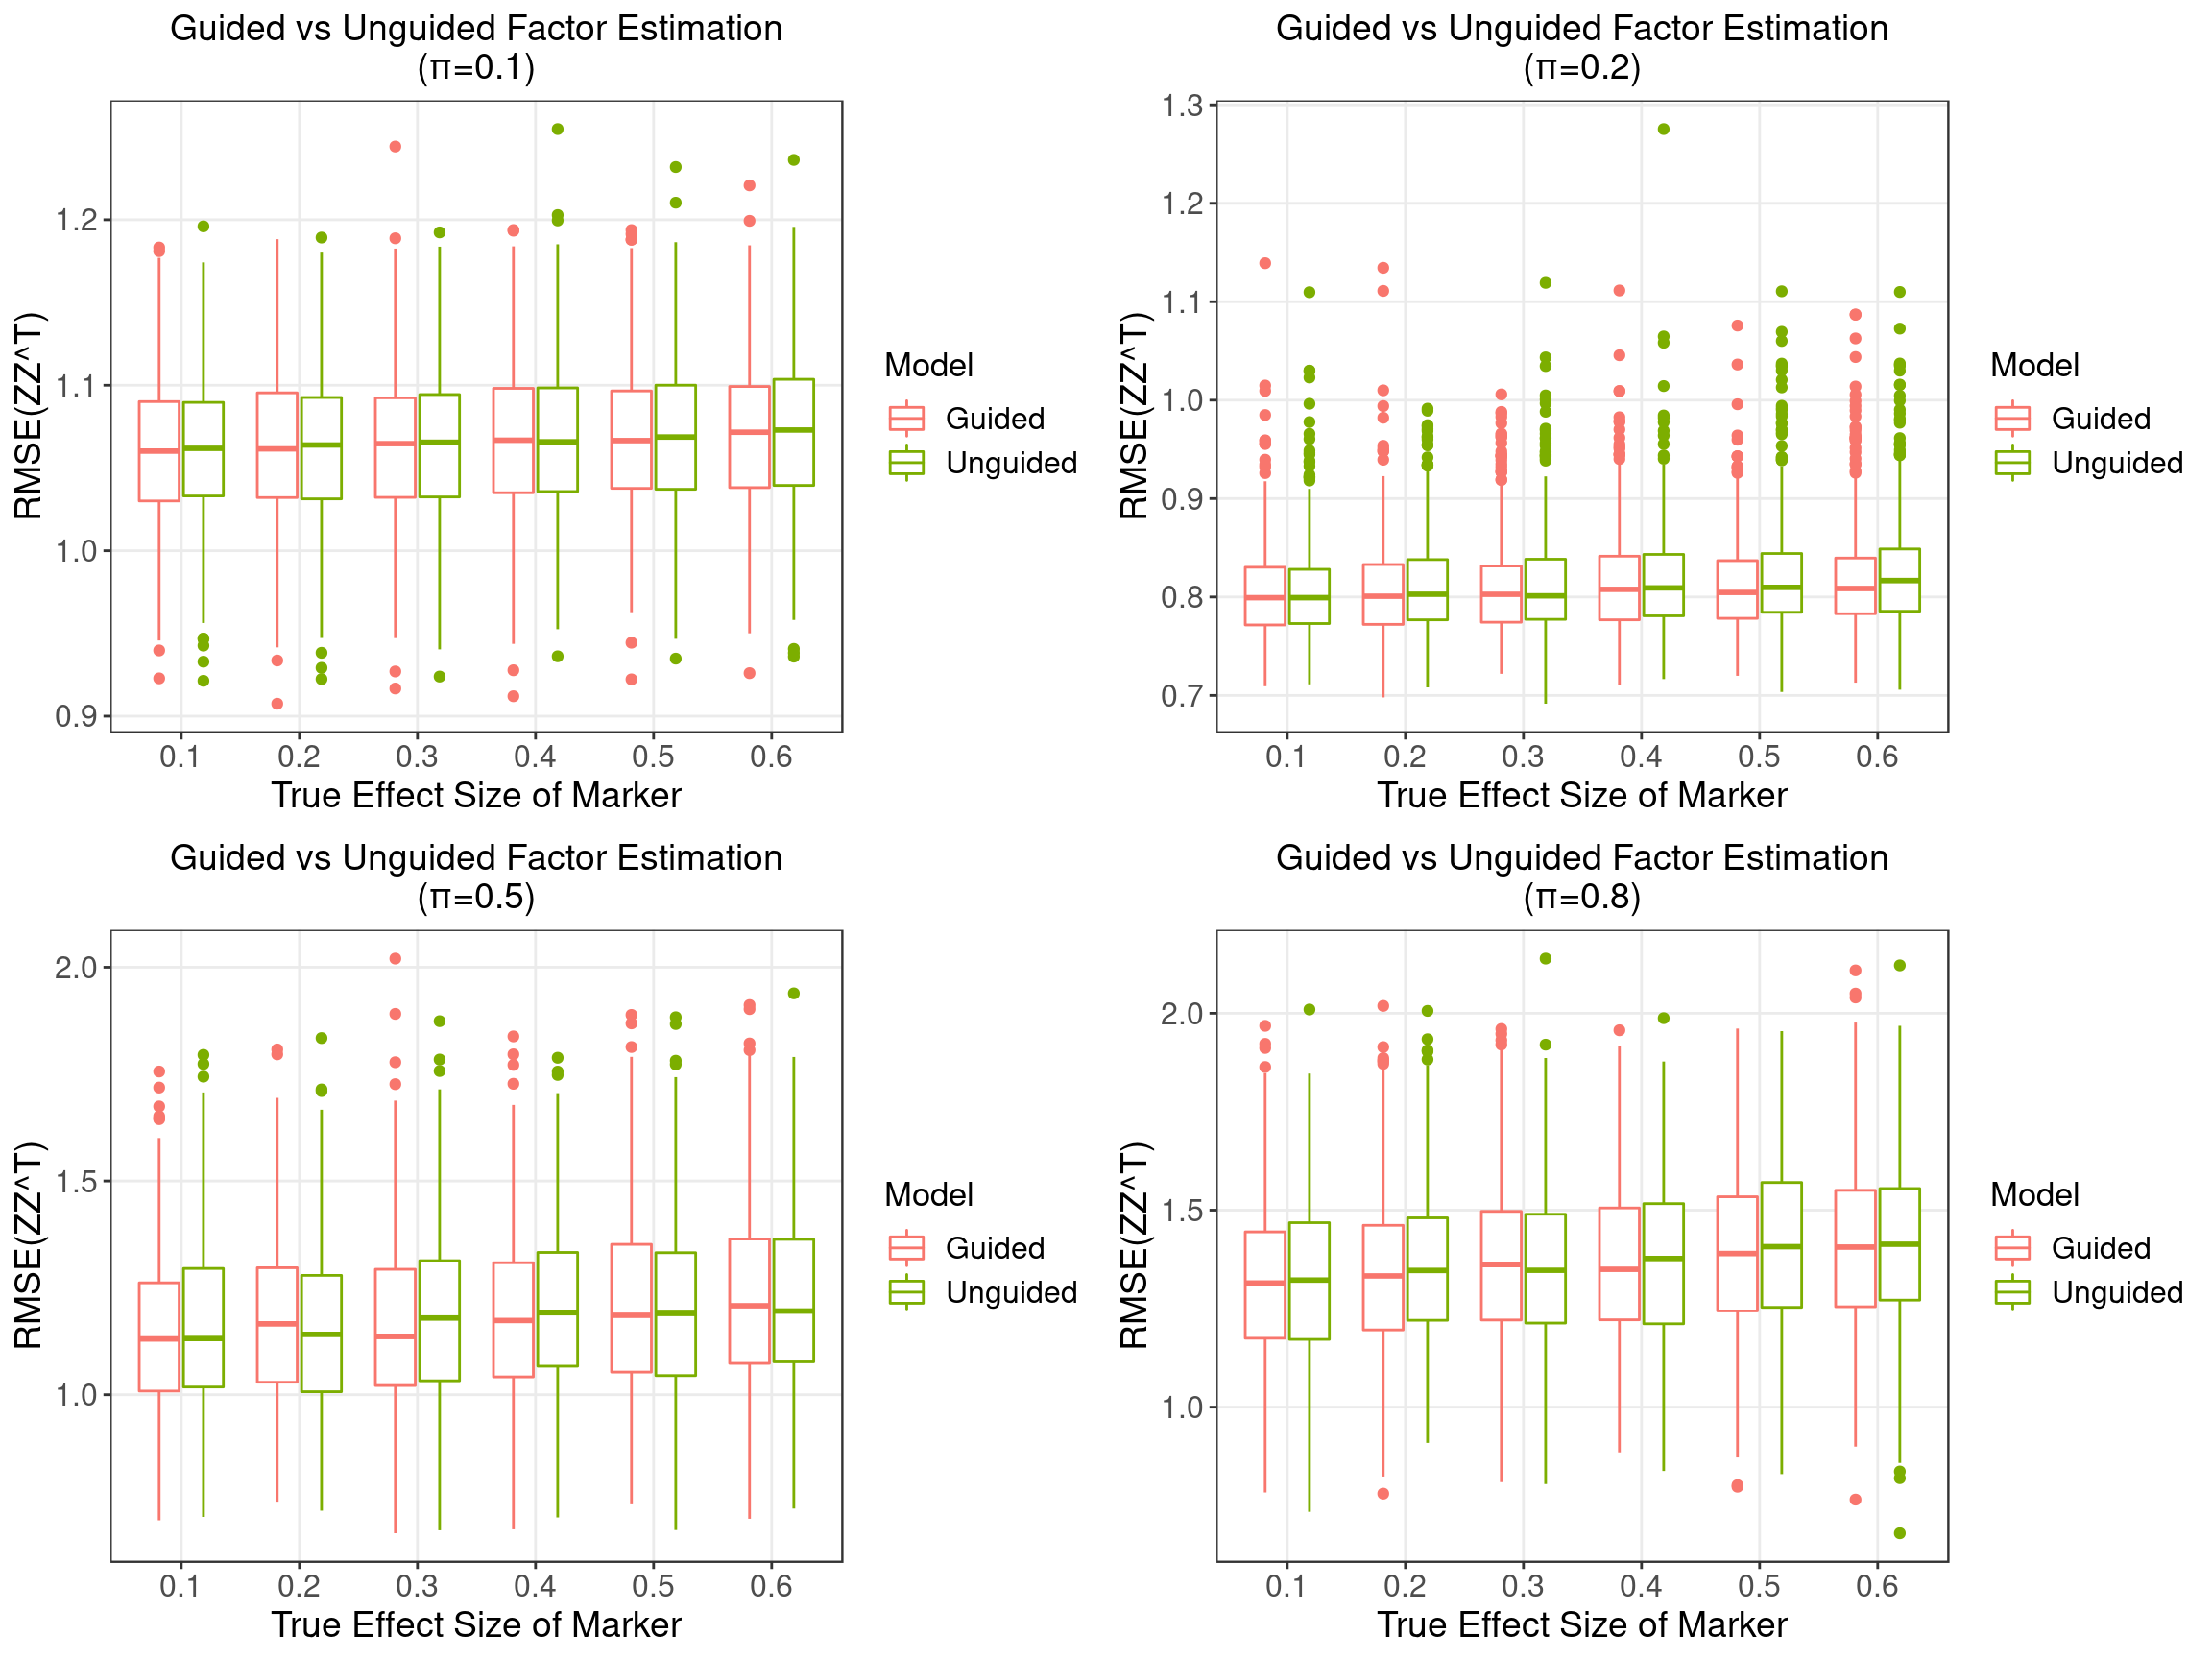 Guided vs Unguided Factor Estimation
(π=0.1)
RMSE(ZZ^T)
1.2
1.1
1.0
0.9
0.1 0.2 0.3 0.4 0.5 0.6
True Effect Size of Marker
Model
Guided
Unguided
Guided vs Unguided Factor Estimation
(π=0.2)
RMSE(ZZ^T)
1.3
1.2
1.1
1.0
0.9
0.8
0.7
0.1 0.2 0.3 0.4 0.5 0.6
True Effect Size of Marker
Model
Guided
Unguided
Guided vs Unguided Factor Estimation
(π=0.5)
RMSE(ZZ^T)
2.0
1.5
1.0
0.1 0.2 0.3 0.4 0.5 0.6
True Effect Size of Marker
Model
Guided
Unguided
Guided vs Unguided Factor Estimation
(π=0.8)
RMSE(ZZ^T)
2.0
1.5
1.0
0.1 0.2 0.3 0.4 0.5 0.6
True Effect Size of Marker
Model
Guided
Unguided